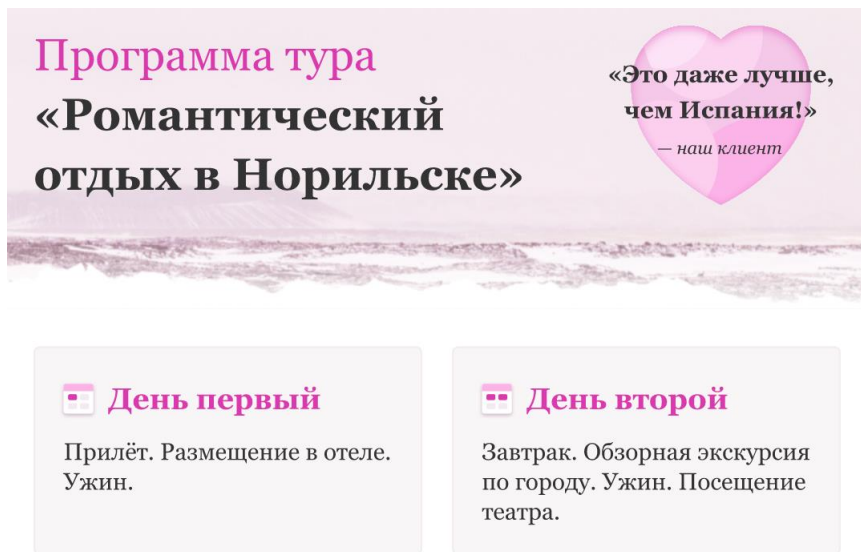 Программа тура
«Романтический
отдых в Норильске»
«Это даже лучше,
чем Испания!»
— наш клиент
День первый
Прилёт. Размещение в отеле.
Ужин.
День второй
Завтрак. Обзорная экскурсия
по городу. Ужин. Посещение
театра.